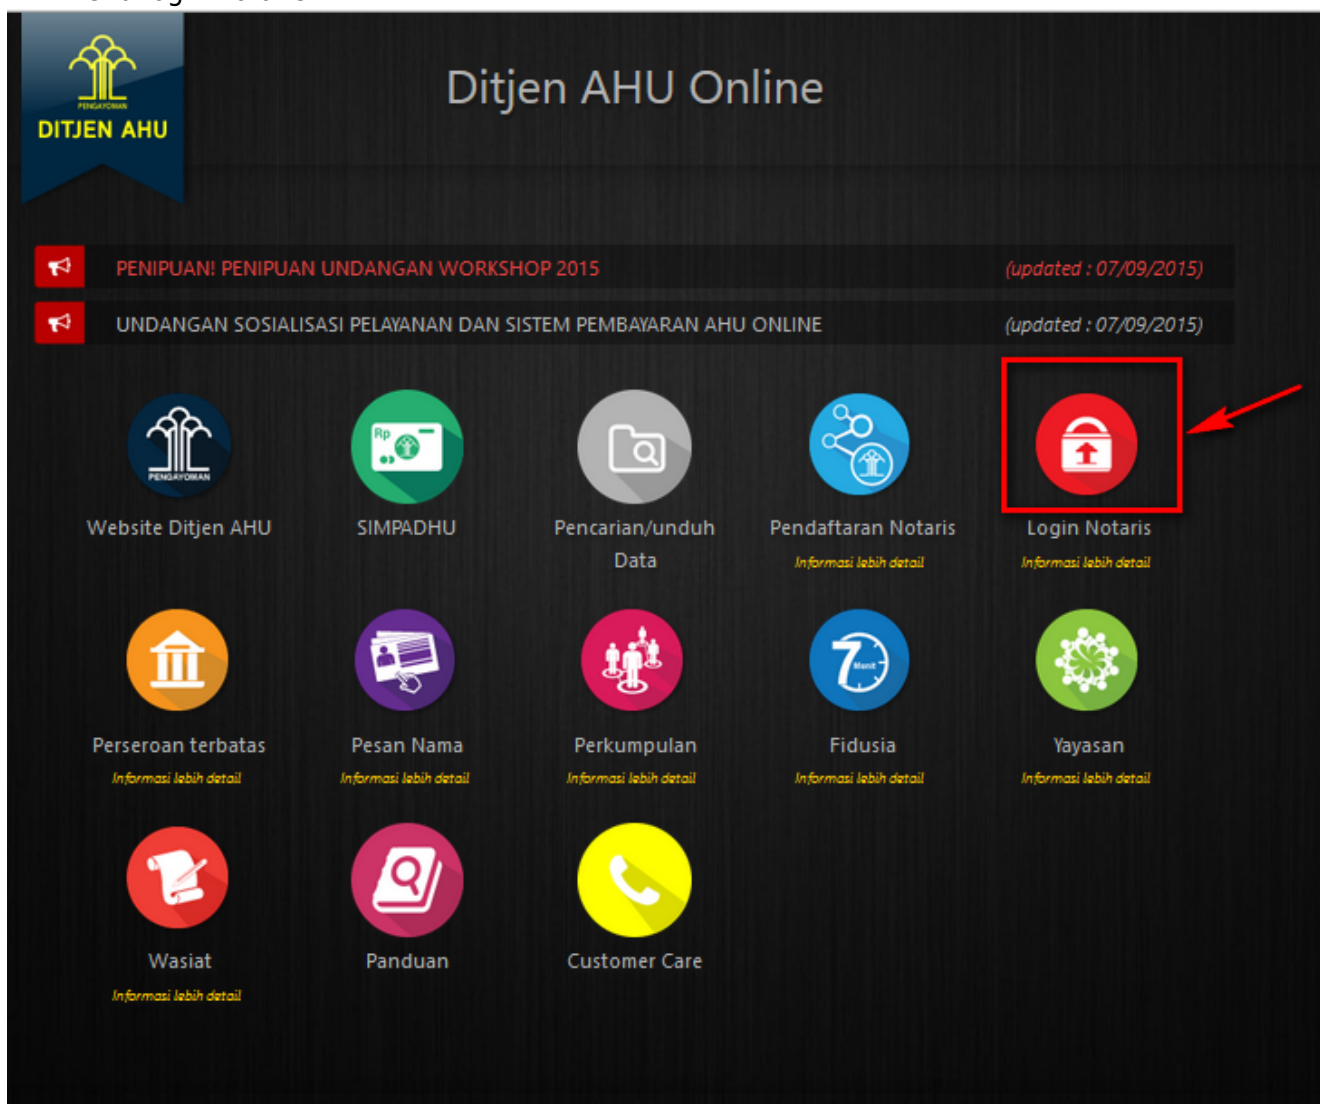 PENGAYOMAN
DITJEN AHU
Ditjen AHU Online
PENIPUAN! PENIPUAN UNDANGAN WORKSHOP 2015 (updated : 07/09/2015)
UNDANGAN SOSIALISASI PELAYANAN DAN SISTEM PEMBAYARAN AHU ONLINE (updated : 07/09/2015)
PENGAYOMAN
Rp
Website Ditjen AHU
SIMPADHU
Pencarian/unduh
Data
Pendaftaran Notaris
Informasi lebih detail
Login Notaris
Informasi lebih detail
7 Menit
Perseroan terbatas
Informasi lebih detail
Pesan Nama
Informasi lebih detail
Perkumpulan
Informasi lebih detail
Fidusia
Informasi lebih detail
Yayasan
Informasi lebih detail
Wasiat
Informasi lebih detail
Panduan
Customer Care